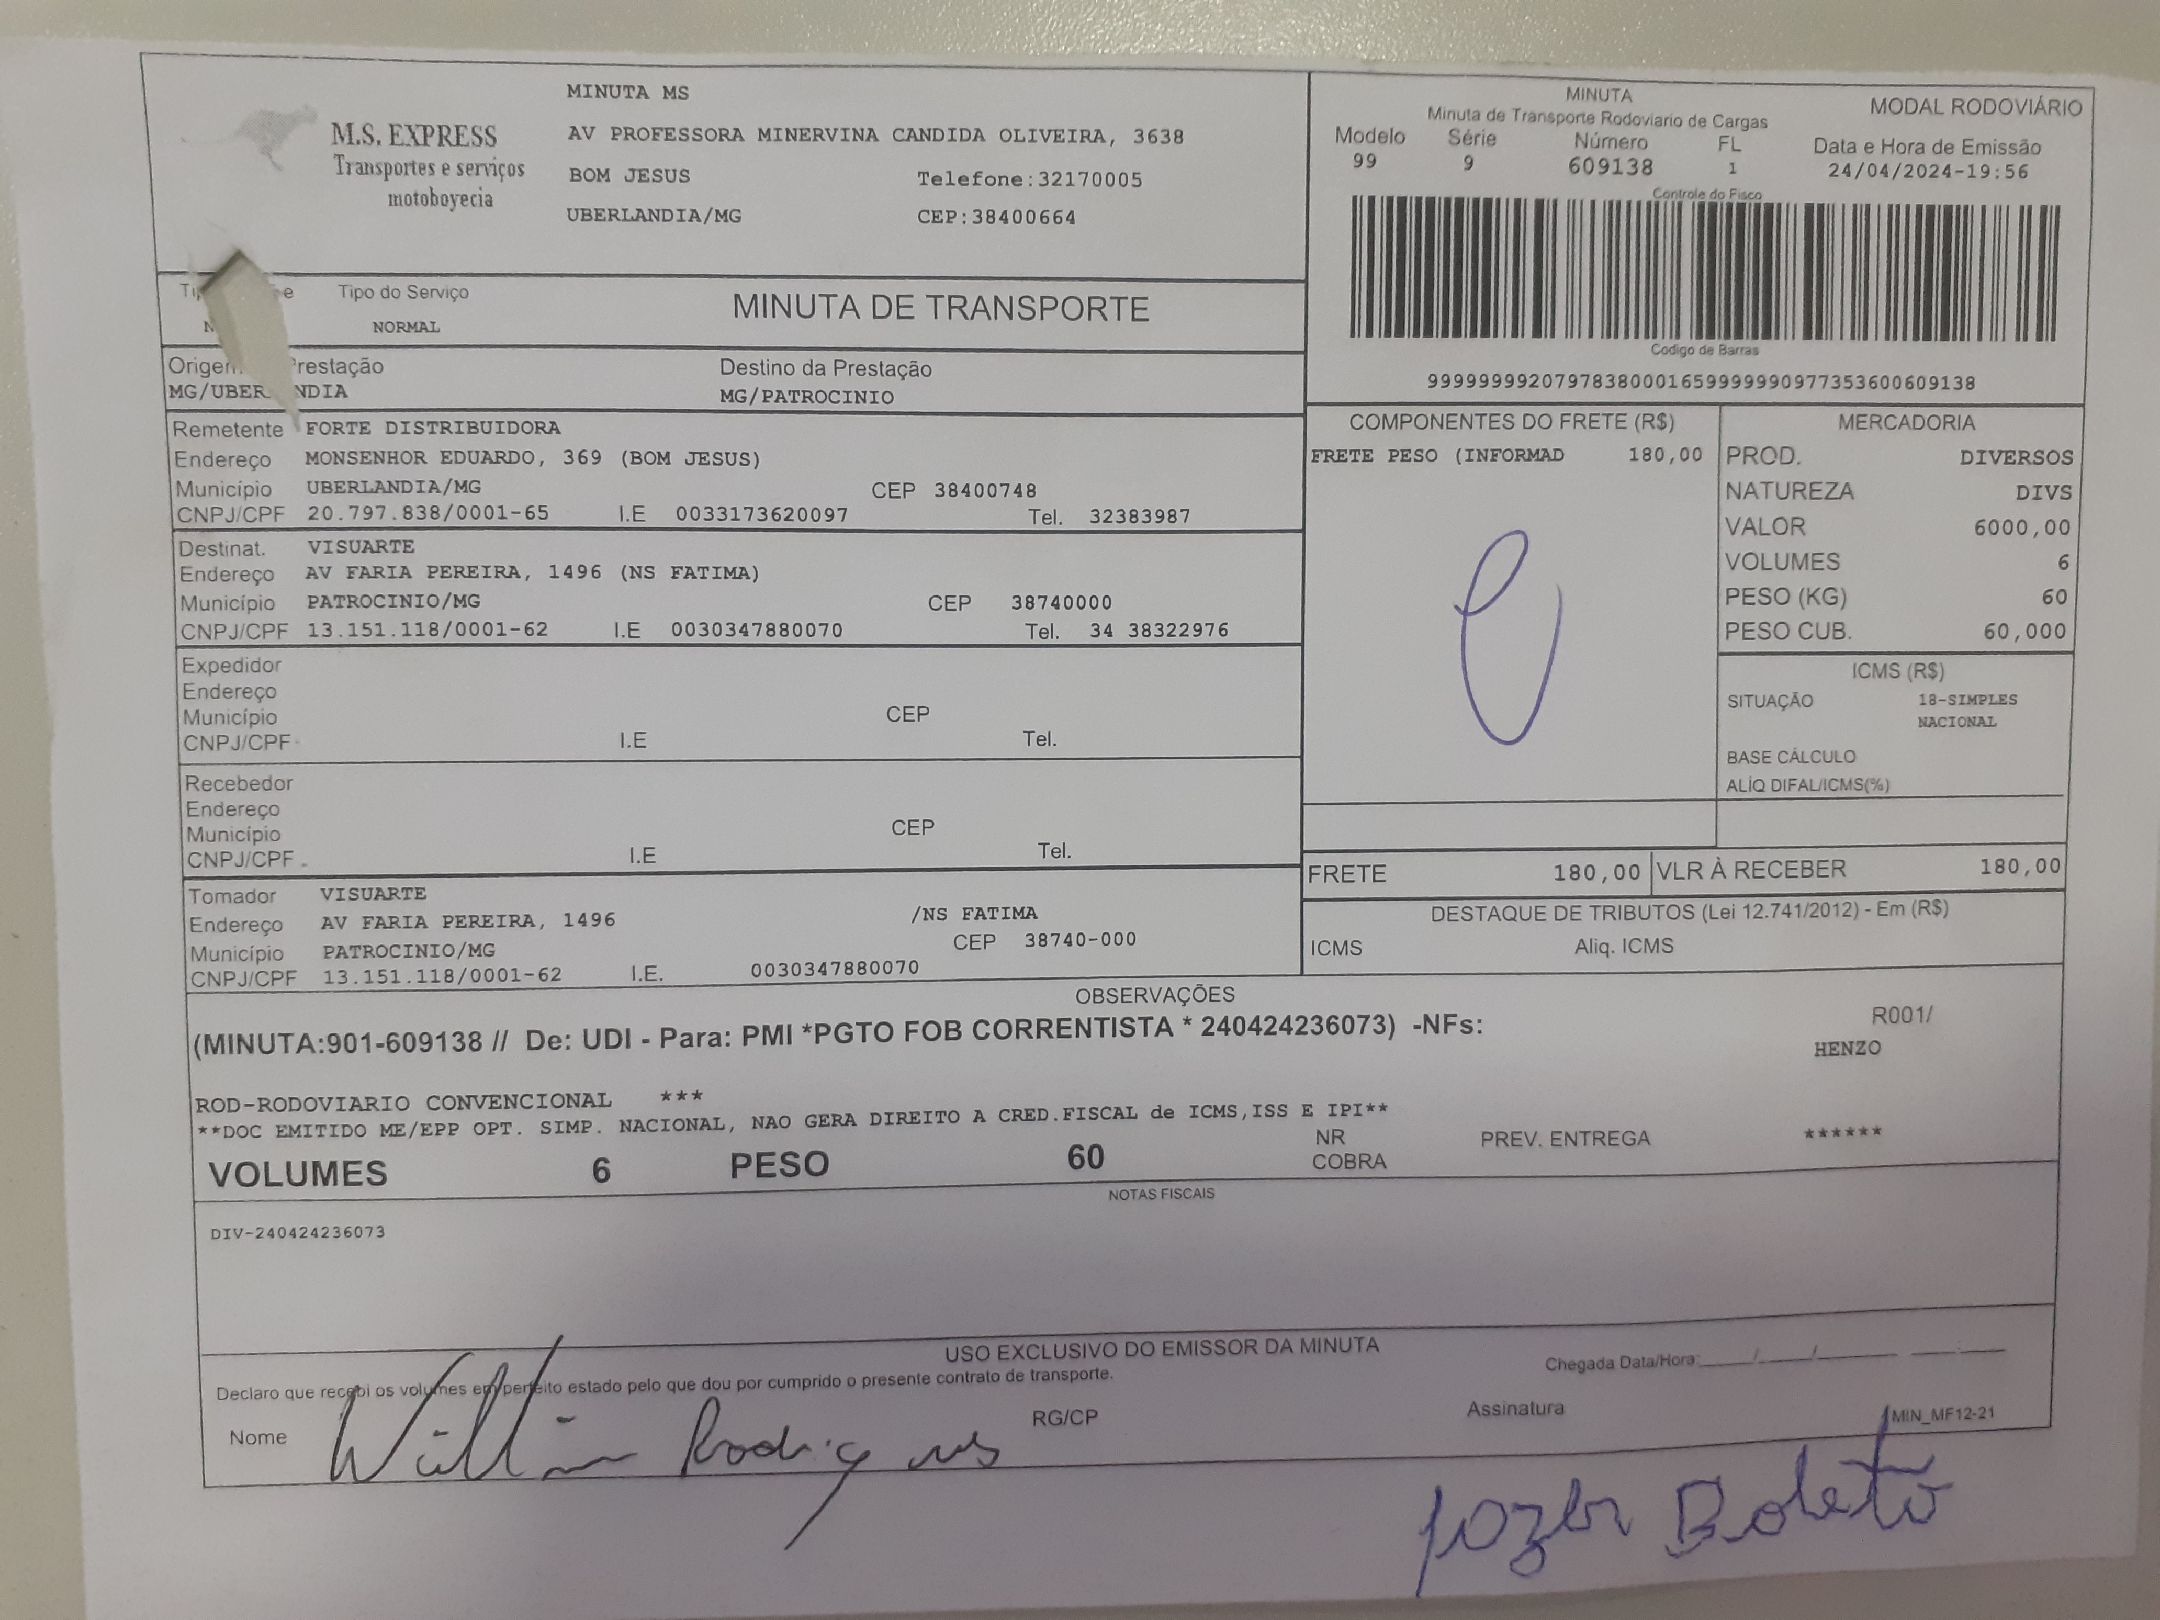 M.S. EXPRESS
Transportes e serviços
motoboyecia
MINUTA MS
AV PROFESSORA MINERVINA CANDIDA OLIVEIRA, 3638
BOM JESUS Telefone:32170005
UBERLANDIA/MG CEP:38400664
MINUTA MODAL RODOVIÁRIO
Minuta de Transporte Rodoviario de Cargas
Modelo Série Número FL Data e Hora de Emissão
99 9 609138 1 24/04/2024-19:56
Controle do Fisco
Codigo de Barras
99999999207978380001659999999097735360​0609138
Tipo do Serviço
NORMAL
MINUTA DE TRANSPORTE
Prestação Destino da Prestação
MG/UBERLANDIA MG/PATROCINIO
Remetente FORTE DISTRIBUIDORA
Endereço MONSENHOR EDUARDO, 369 (BOM JESUS)
Município UBERLANDIA/MG CEP 38400748
CNPJ/CPF 20.797.838/0001-65 I.E 0033173620097 Tel. 32383987
Destinat. VISUARTE
Endereço AV FARIA PEREIRA, 1496 (NS FATIMA)
Município PATROCINIO/MG CEP 38740000
CNPJ/CPF 13.151.118/0001-62 I.E 0030347880070 Tel. 34 38322976
Expedidor
Endereço
Município CEP
CNPJ/CPF I.E Tel.
Recebedor
Endereço
Município CEP
CNPJ/CPF I.E Tel.
Tomador VISUARTE
Endereço AV FARIA PEREIRA, 1496 /NS FATIMA
Município PATROCINIO/MG CEP 38740-000
CNPJ/CPF 13.151.118/0001-62 I.E. 0030347880070
COMPONENTES DO FRETE (R$)
FRETE PESO (INFORMAD 180,00
MERCADORIA
PROD. DIVERSOS
NATUREZA DIVS
VALOR 6000,00
VOLUMES 6
PESO (KG) 60
PESO CUB. 60,000
ICMS (R$)
SITUAÇÃO 18-SIMPLES
NACIONAL
BASE CÁLCULO
ALÍQ DIFAL/ICMS(%)
FRETE 180,00 VLR À RECEBER 180,00
DESTAQUE DE TRIBUTOS (Lei 12.741/2012) - Em (R$)
ICMS Aliq. ICMS
OBSERVAÇÕES
(MINUTA:901-609138 // De: UDI - Para: PMI *PGTO FOB CORRENTISTA * 240424236073) -NFs:
R001/
HENZO
ROD-RODOVIARIO CONVENCIONAL ***
**DOC EMITIDO ME/EPP OPT. SIMP. NACIONAL, NAO GERA DIREITO A CRED.FISCAL de ICMS,ISS E IPI**
VOLUMES 6 PESO 60
NR
COBRA
PREV. ENTREGA ******
NOTAS FISCAIS
DIV-240424236073
USO EXCLUSIVO DO EMISSOR DA MINUTA
Declaro que recebi os volumes em perfeito estado pelo que dou por cumprido o presente contrato de transporte.
Chegada Data/Hora:____/____/______ ____:____
Nome Willian Rodrigues RG/CP Assinatura
MIN_MF12-21
Boleto